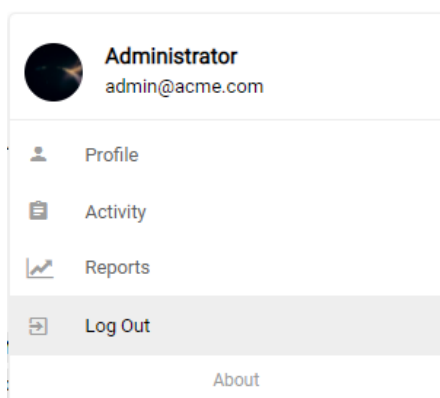 Administrator
admin@acme.com
Profile
Activity
Reports
Log Out
About